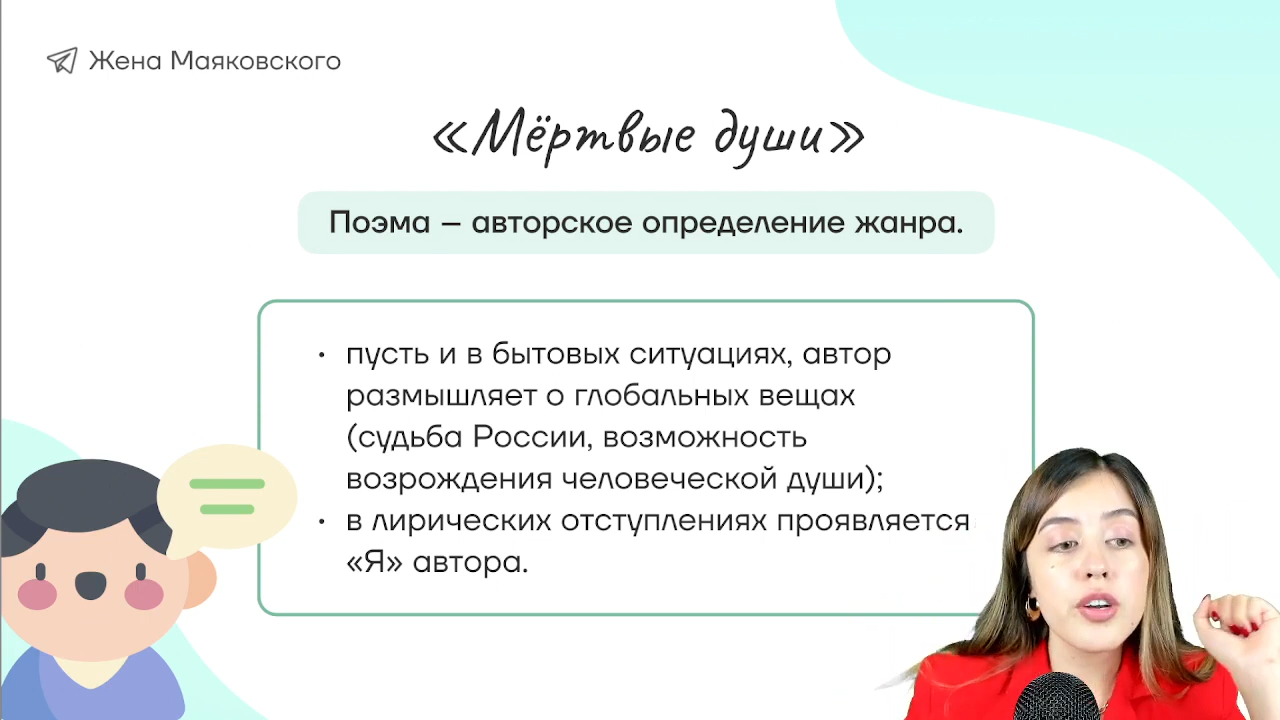 Жена Маяковского
«Мёртвые души»
Поэма – авторское определение жанра.
• пусть и в бытовых ситуациях, автор
размышляет о глобальных вещах
(судьба России, возможность
возрождения человеческой души);
• в лирических отступлениях проявляется
«Я» автора.